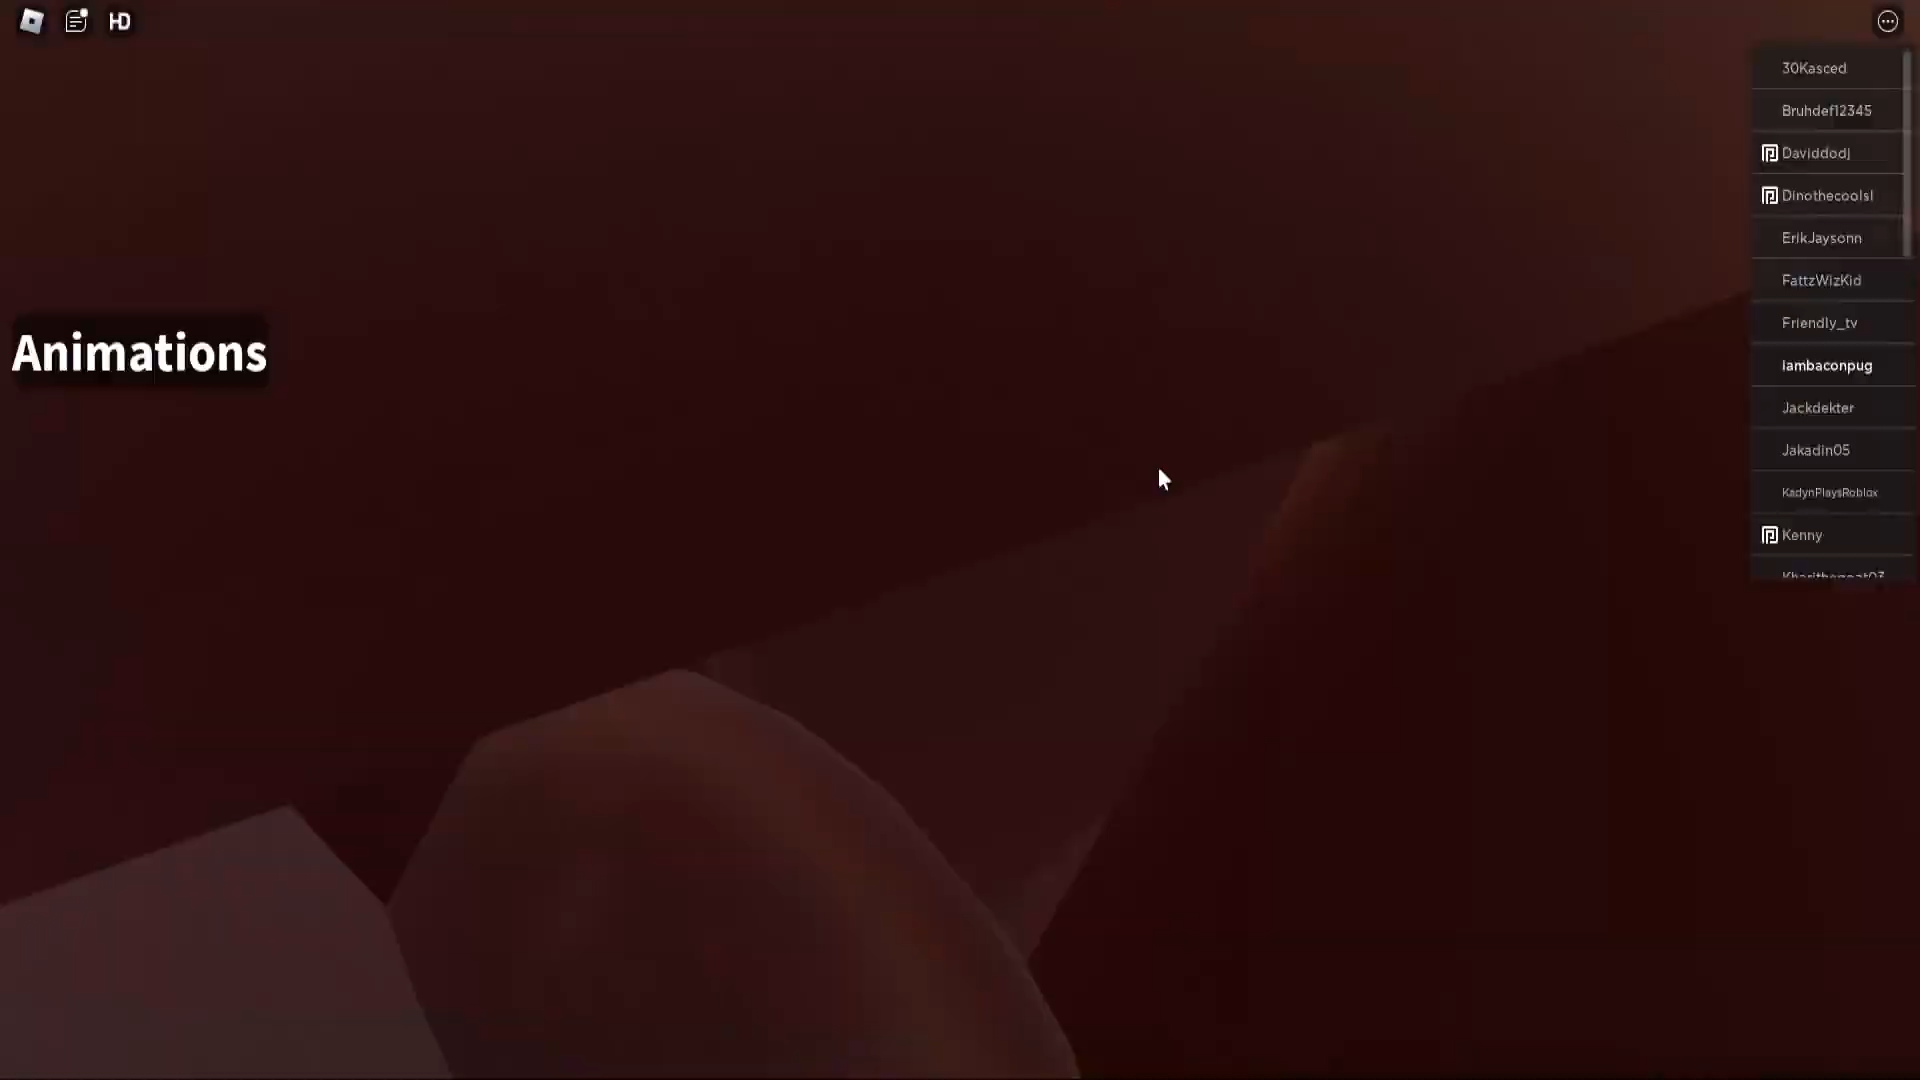 HD
30Kasced
Bruhdef12345
Daviddodj
Dinothecoolsl
ErikJaysonn
FattzWizKid
Animations
Friendly_tv
iambaconpug
Jackdekter
Jakadin05
KadynPlaysRoblox
Kenny